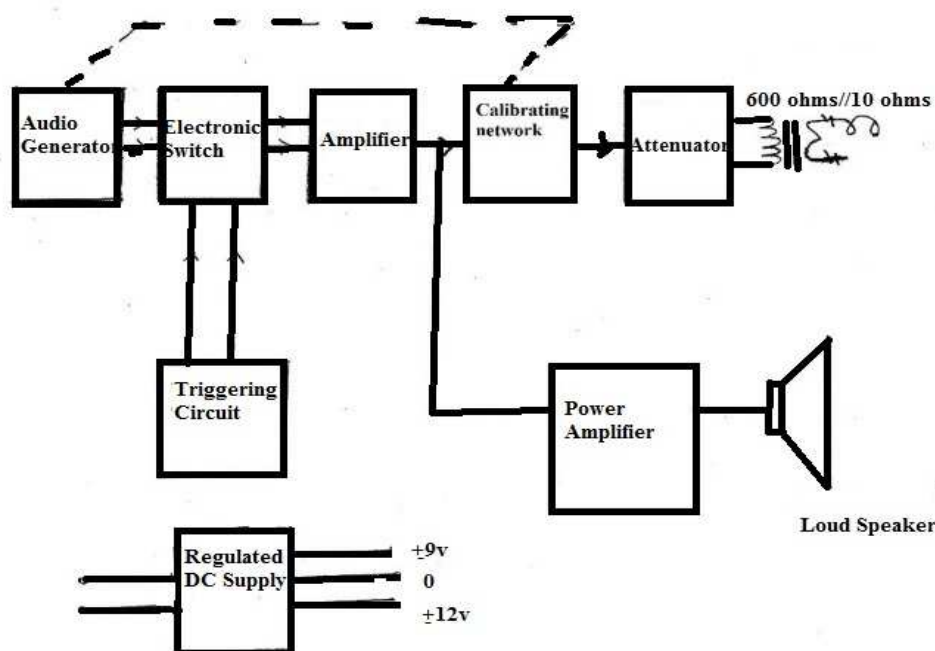 Audio
Generator
Electronic
Switch
Amplifier
Calibrating
network
600 ohms//10 ohms
Attenuator
Triggering
Circuit
Power
Amplifier
Loud Speaker
Regulated
DC Supply
±9v
0
±12v